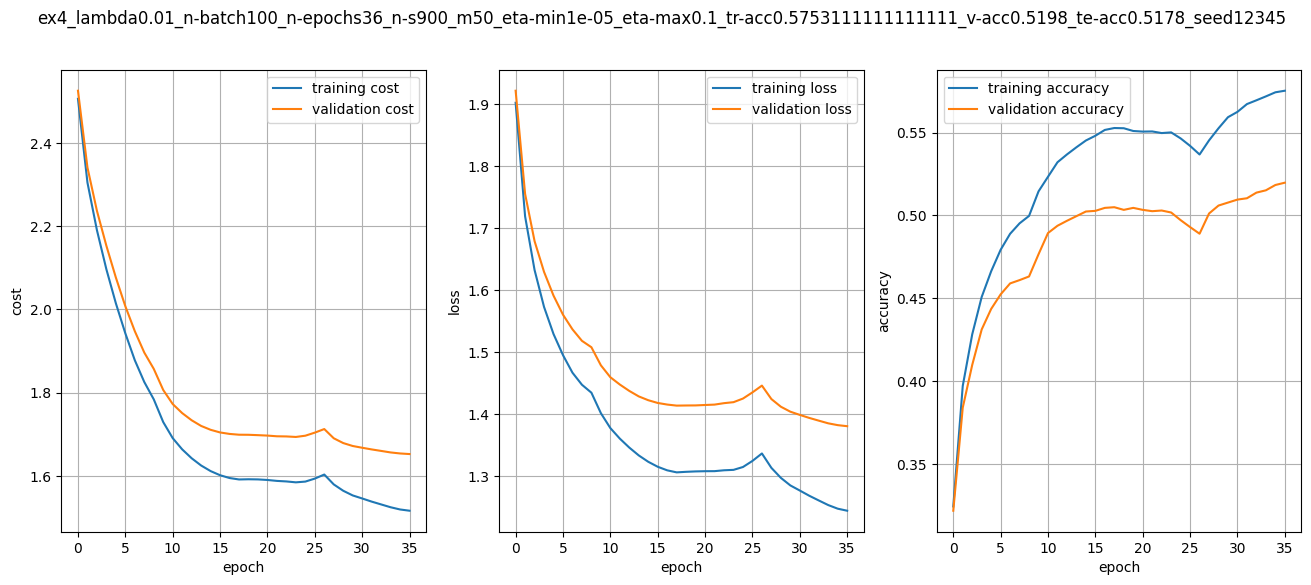 ex4_lambda0.01_n-batch100_n-epochs36_n-s900_m50_eta-min1e-05_eta-max0.1_tr-acc0.5753111111111111_v-acc0.5198_te-acc0.5178_seed12345
training cost
validation cost
2.4
2.2
2.0
1.8
1.6
cost
0 5 10 15 20 25 30 35
epoch
training loss
validation loss
1.9
1.8
1.7
1.6
1.5
1.4
1.3
loss
0 5 10 15 20 25 30 35
epoch
training accuracy
validation accuracy
0.55
0.50
0.45
0.40
0.35
accuracy
0 5 10 15 20 25 30 35
epoch